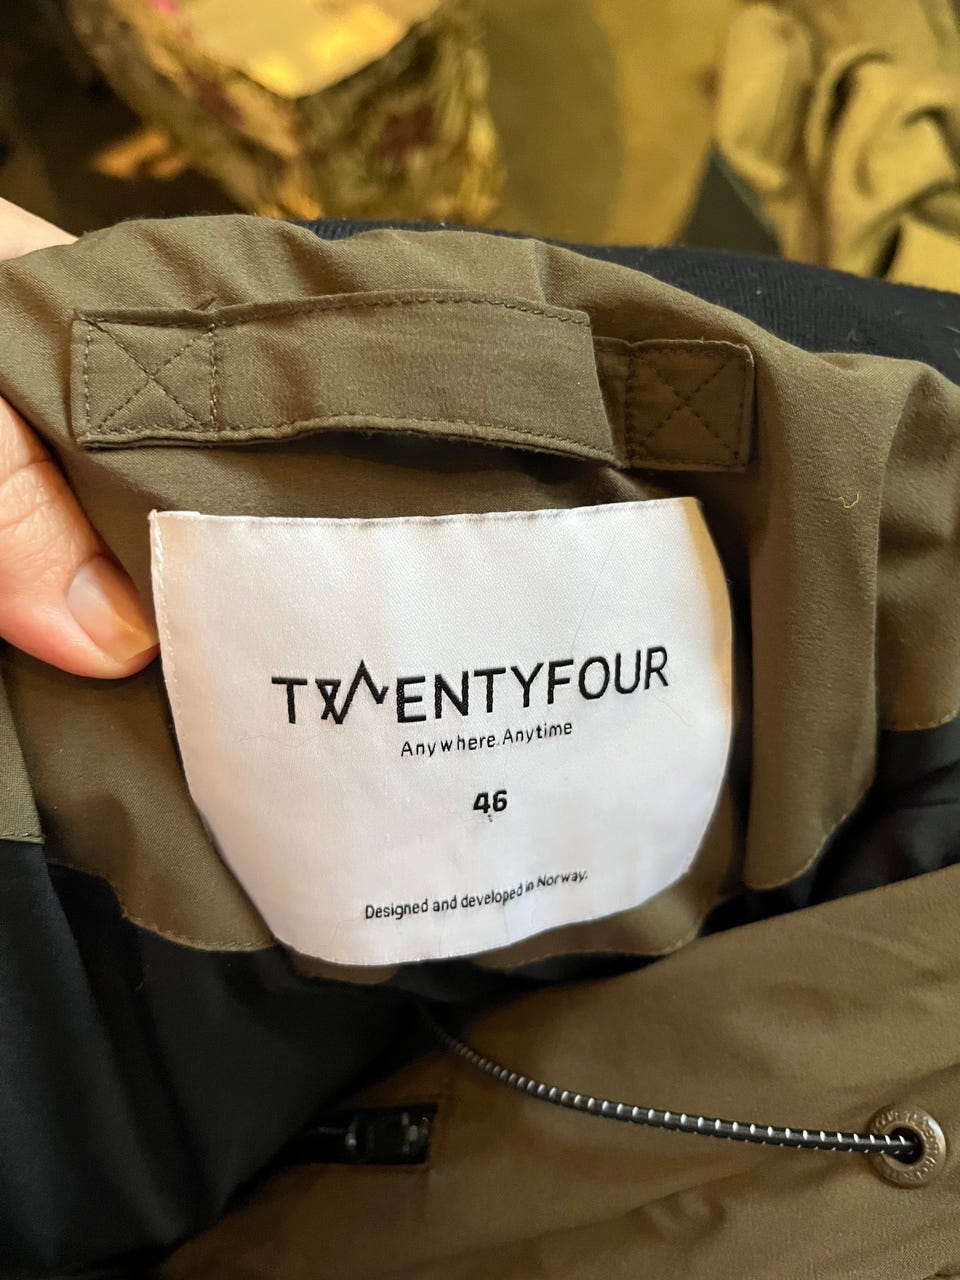 TWENTYFOUR
Anywhere.Anytime
46
Designed and developed in Norway.